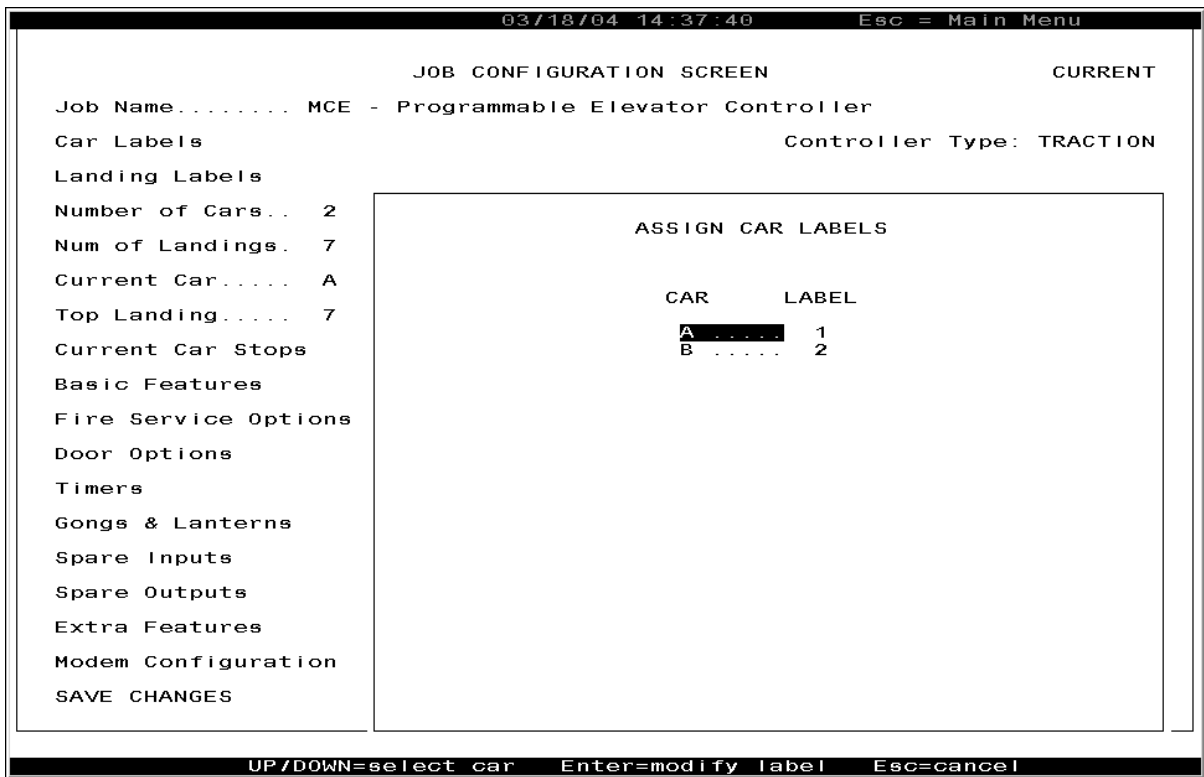 03/18/04 14:37:40 Esc = Main Menu
JOB CONFIGURATION SCREEN CURRENT
Job Name........ MCE - Programmable Elevator Controller
Car Labels Controller Type: TRACTION
Landing Labels
Number of Cars.. 2
Num of Landings. 7
Current Car..... A
Top Landing..... 7
Current Car Stops
Basic Features
Fire Service Options
Door Options
Timers
Gongs & Lanterns
Spare Inputs
Spare Outputs
Extra Features
Modem Configuration
SAVE CHANGES
ASSIGN CAR LABELS
CAR LABEL
A ..... 1
B ..... 2
UP/DOWN=select car Enter=modify label Esc=cancel